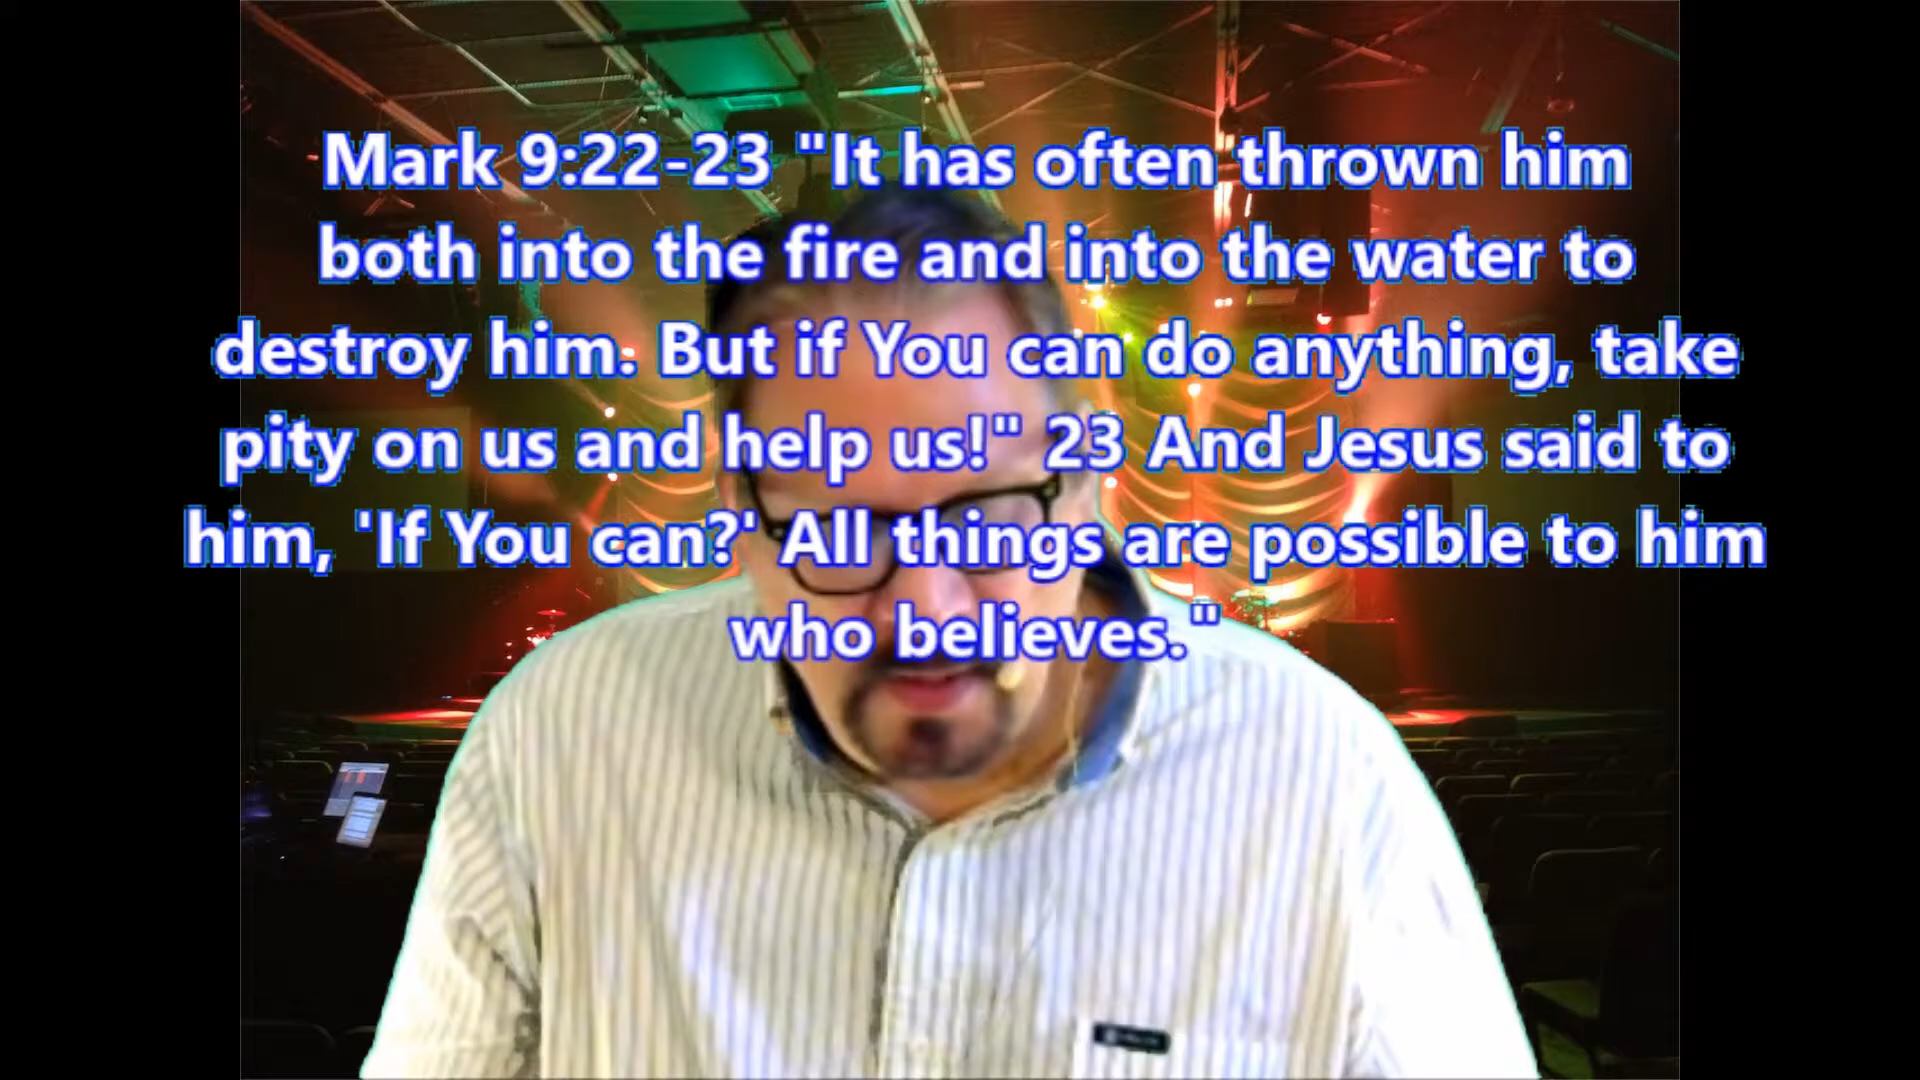 Mark 9:22-23 "It has often thrown him
both into the fire and into the water to
destroy him. But if You can do anything, take
pity on us and help us!" 23 And Jesus said to
him, 'If You can?' All things are possible to him
who believes."